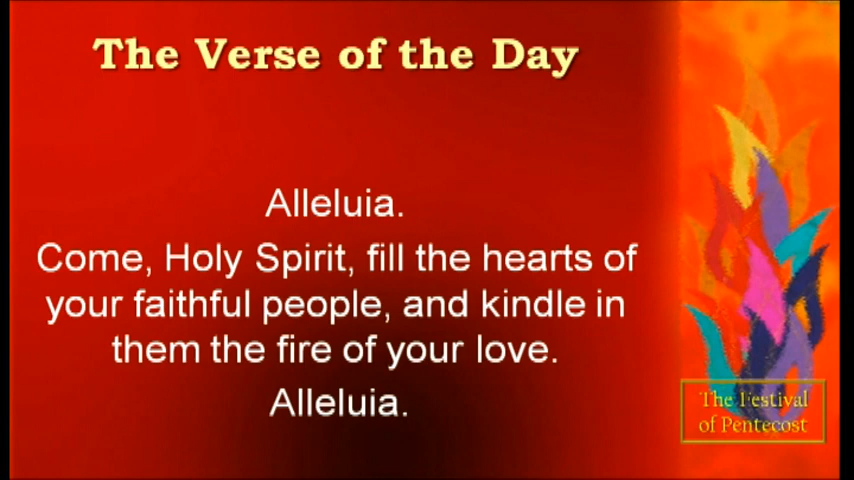 The Verse of the Day
Alleluia.
Come, Holy Spirit, fill the hearts of
your faithful people, and kindle in
them the fire of your love.
Alleluia.
The Festival
of Pentecost